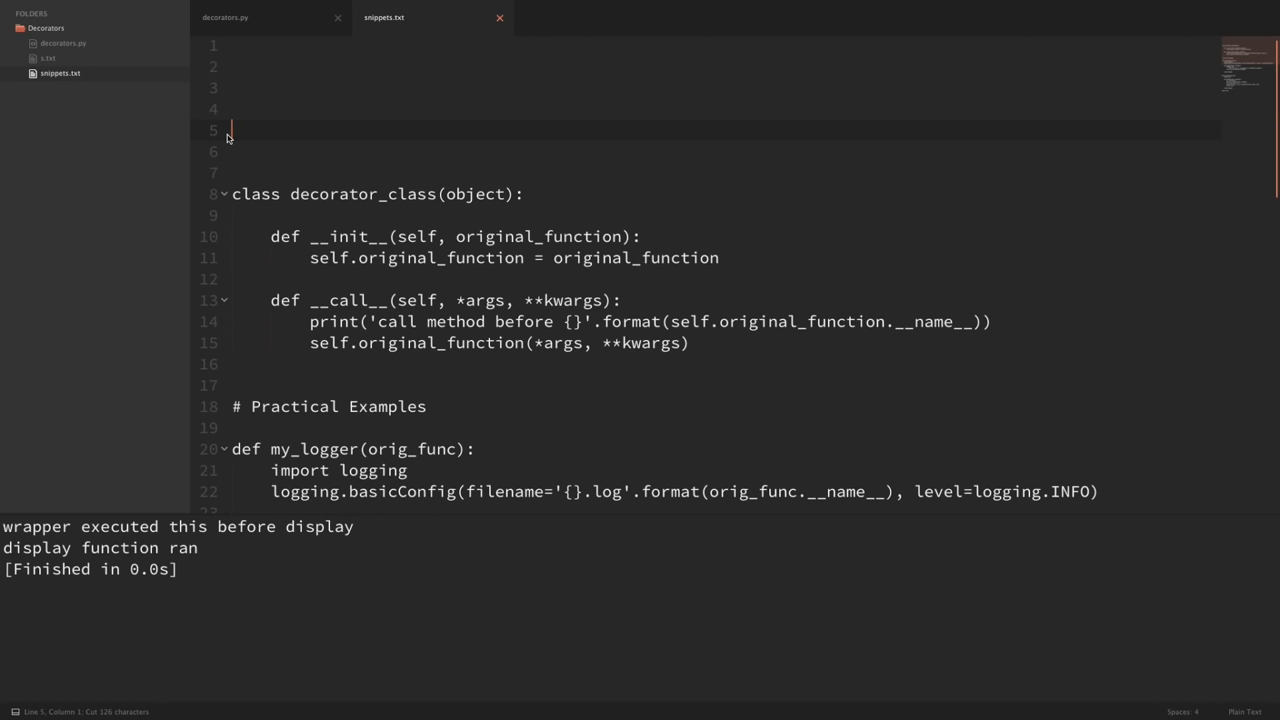 FOLDERS
Decorators
decorators.py
s.txt
snippets.txt
decorators.py
snippets.txt
1
2
3
4
5
6
7
8 class decorator_class(object):
9
10 def __init__(self, original_function):
11 self.original_function = original_function
12
13 def __call__(self, *args, **kwargs):
14 print('call method before {}'.format(self.original_function.__name__))
15 self.original_function(*args, **kwargs)
16
17
18 # Practical Examples
19
20 def my_logger(orig_func):
21 import logging
22 logging.basicConfig(filename='{}.log'.format(orig_func.__name__), level=logging.INFO)
wrapper executed this before display
display function ran
[Finished in 0.0s]
Line 5, Column 1; Cut 126 characters
Spaces: 4
Plain Text